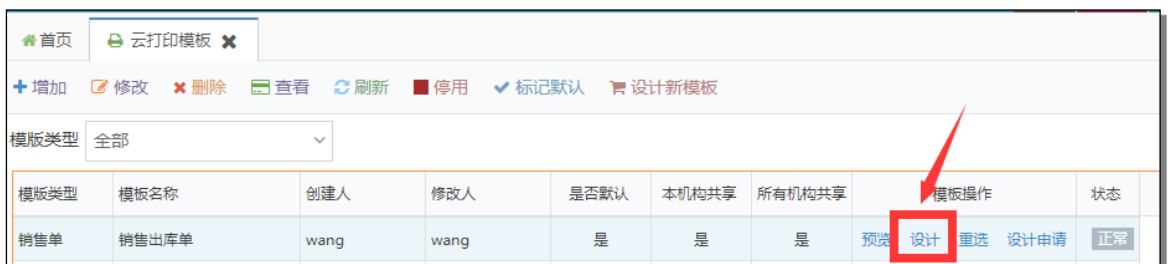 首页 云打印模板
增加 修改 删除 查看 刷新 停用 标记默认 设计新模板
模版类型 全部
模版类型 模板名称 创建人 修改人 是否默认 本机构共享 所有机构共享 模板操作 状态
销售单 销售出库单 wang wang 是 是 是 预览 设计 重选 设计申请 正常